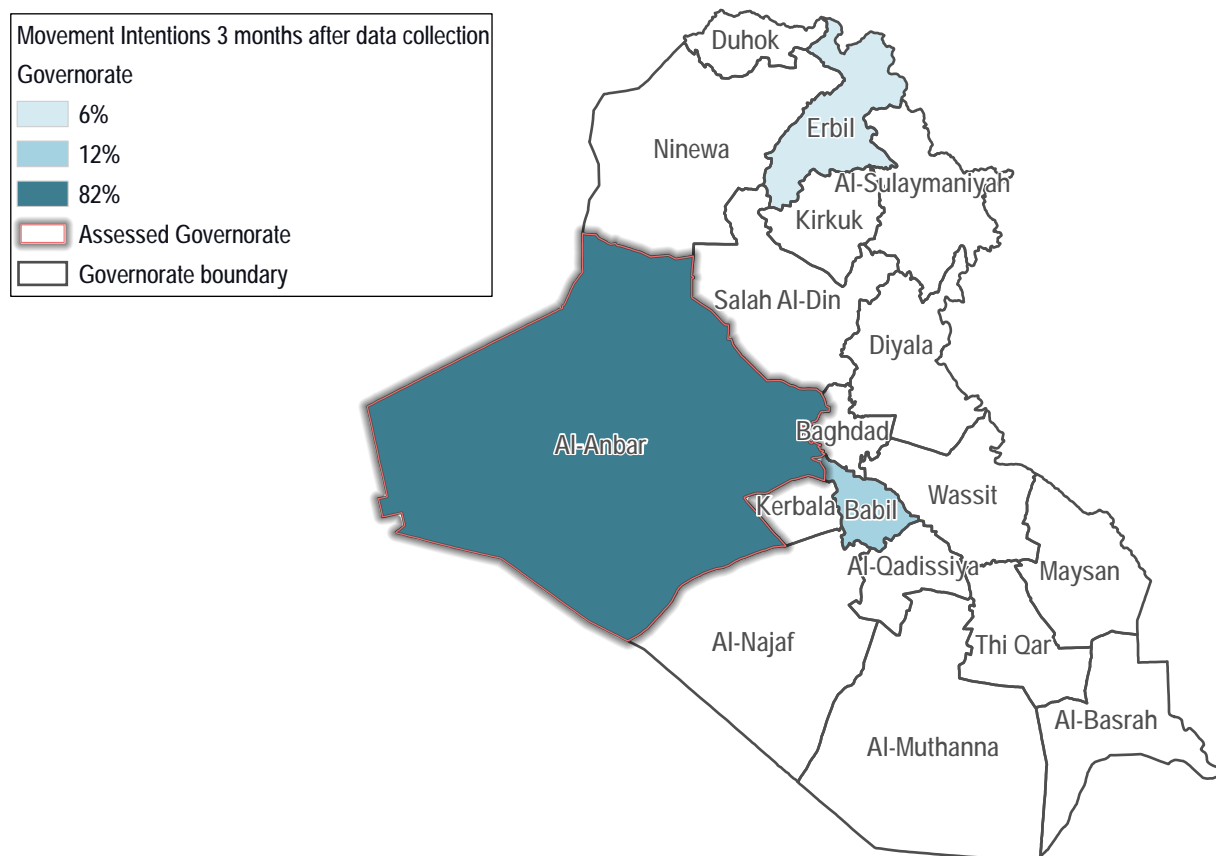 Movement Intentions 3 months after data collection
Governorate
6%
12%
82%
Assessed Governorate
Governorate boundary
Duhok
Erbil
Ninewa
Al-Sulaymaniyah
Kirkuk
Salah Al-Din
Diyala
Baghdad
Al-Anbar
Wassit
Kerbala
Babil
Al-Qadissiya
Maysan
Al-Najaf
Thi Qar
Al-Basrah
Al-Muthanna